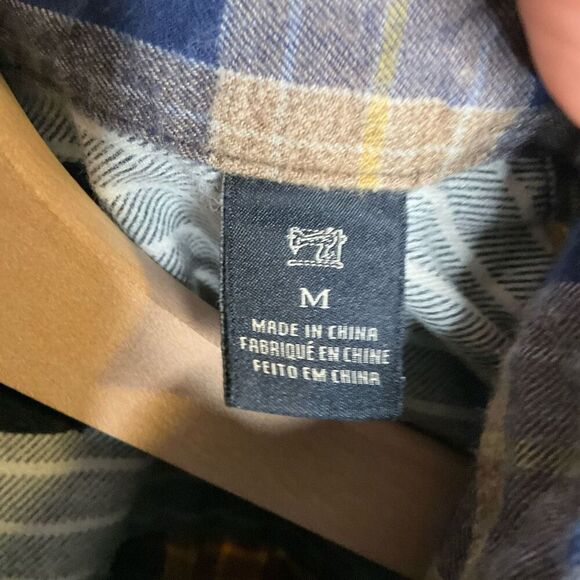 M
MADE IN CHINA
FABRIQUÉ EN CHINE
FEITO EM CHINA